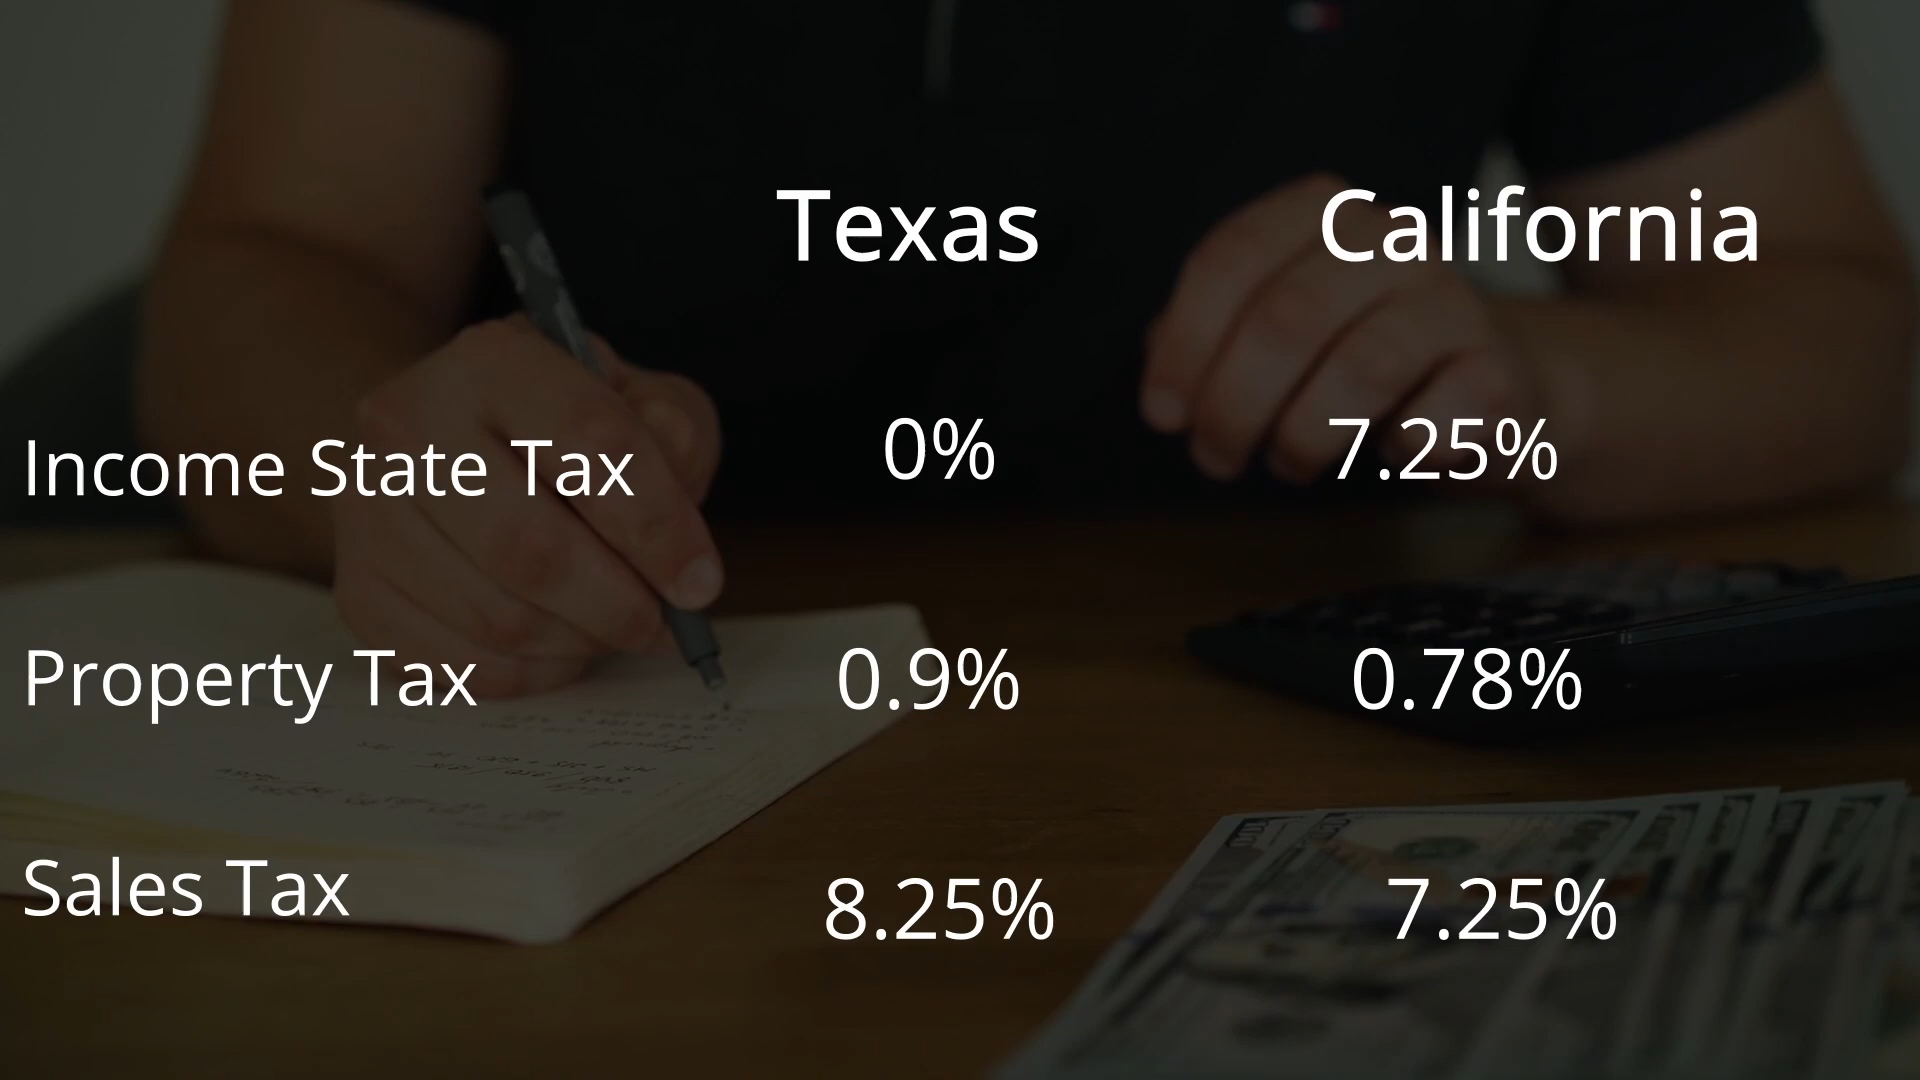 Texas California
Income State Tax 0% 7.25%
Property Tax 0.9% 0.78%
Sales Tax 8.25% 7.25%